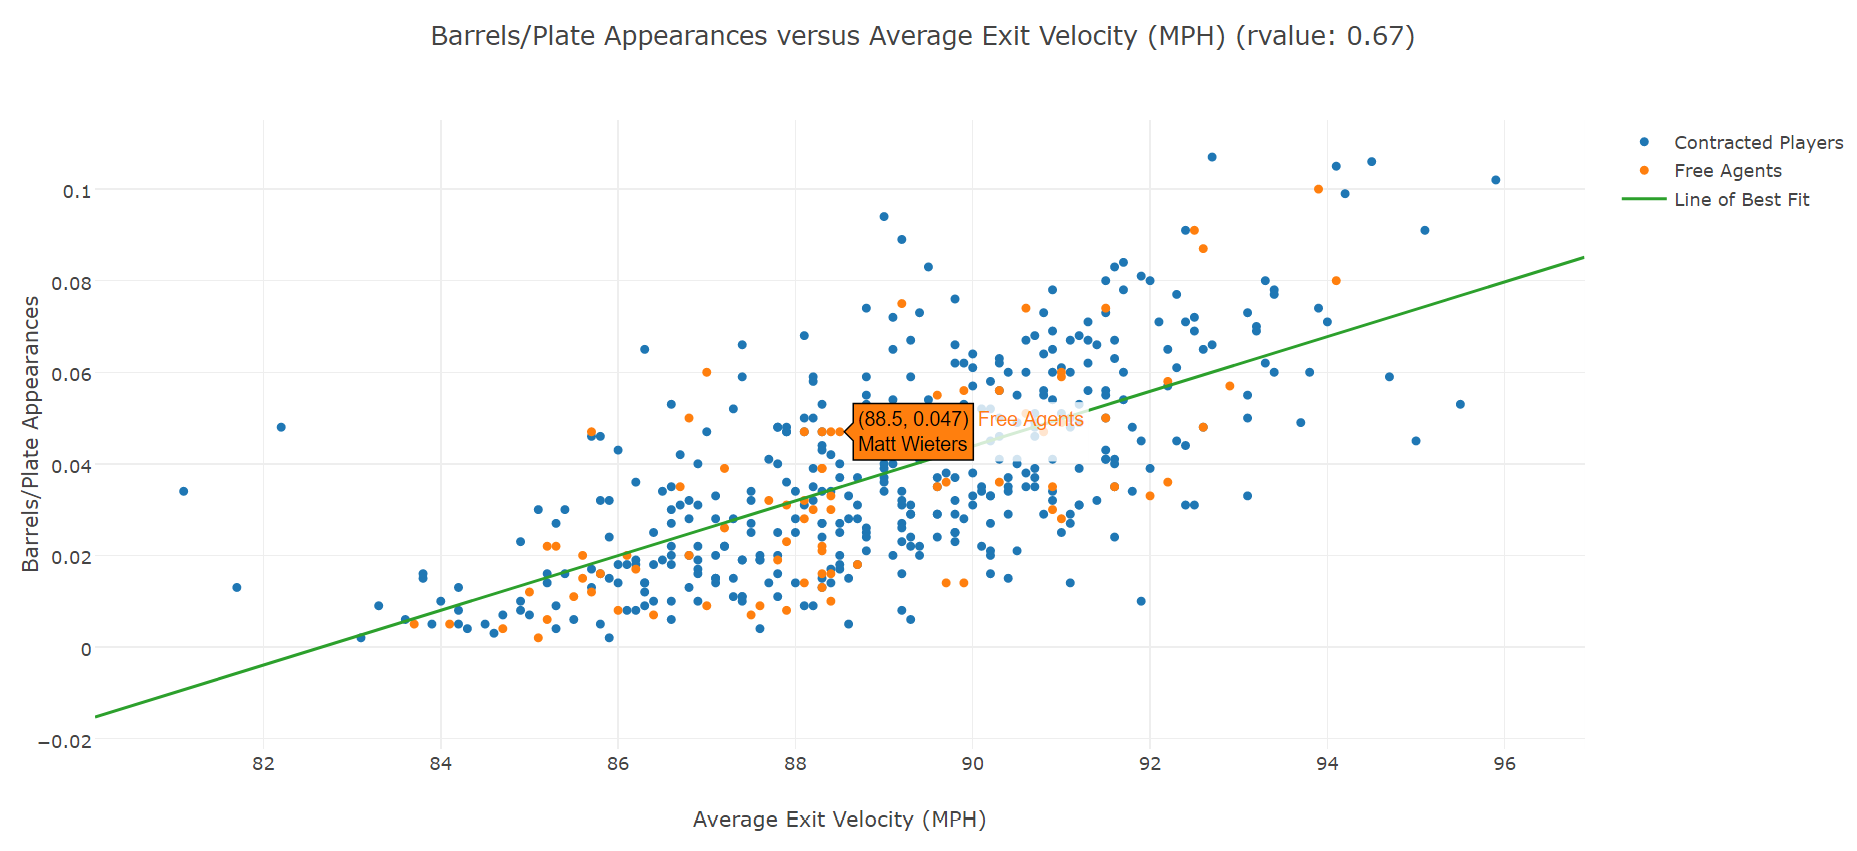 Barrels/Plate Appearances versus Average Exit Velocity (MPH) (rvalue: 0.67)
Contracted Players
Free Agents
Line of Best Fit
Barrels/Plate Appearances
0.1
0.08
0.06
0.04
0.02
0
−0.02
(88.5, 0.047) Free Agents
Matt Wieters
82 84 86 88 90 92 94 96
Average Exit Velocity (MPH)